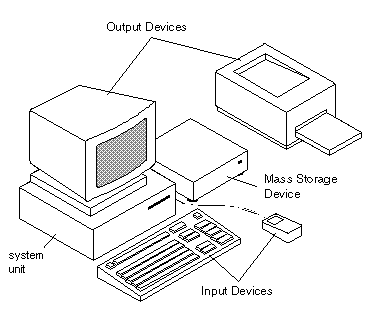 Output Devices
Mass Storage
Device
system
unit
Input Devices